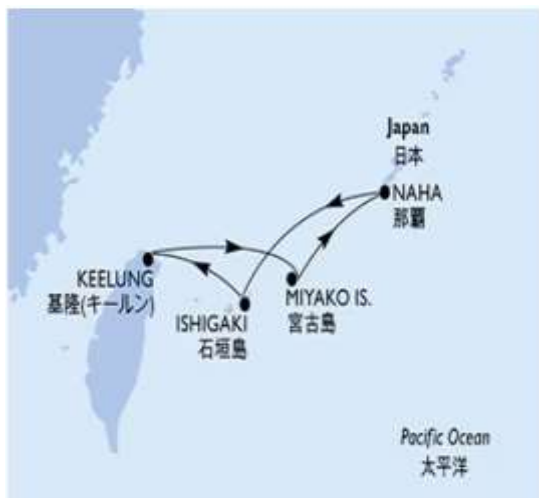 Japan
日本
NAHA
那覇
KEELUNG
基隆(キールン)
MIYAKO IS.
宮古島
ISHIGAKI
石垣島
Pacific Ocean
太平洋